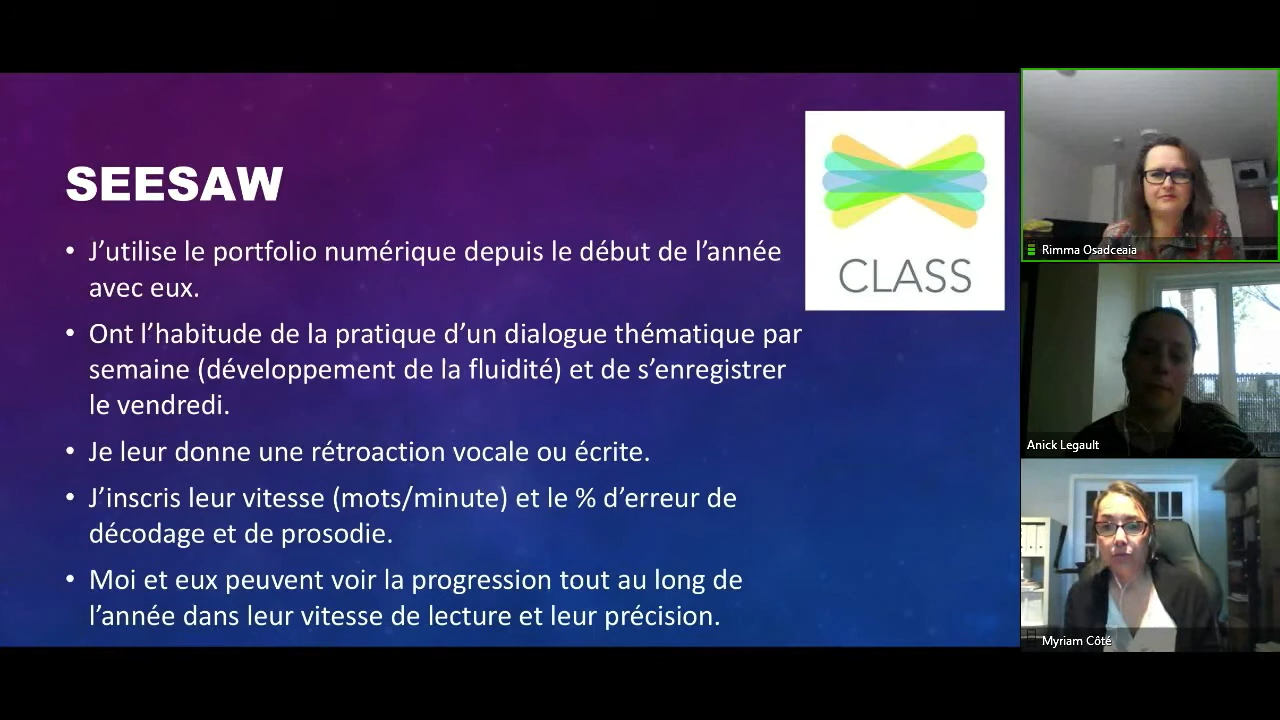 SEESAW
• J’utilise le portfolio numérique depuis le début de l’année
avec eux.
• Ont l’habitude de la pratique d’un dialogue thématique par
semaine (développement de la fluidité) et de s’enregistrer
le vendredi.
• Je leur donne une rétroaction vocale ou écrite.
• J’inscris leur vitesse (mots/minute) et le % d’erreur de
décodage et de prosodie.
• Moi et eux peuvent voir la progression tout au long de
l’année dans leur vitesse de lecture et leur précision.
CLASS
Rimma Osadceaia
Anick Legault
Myriam Côté